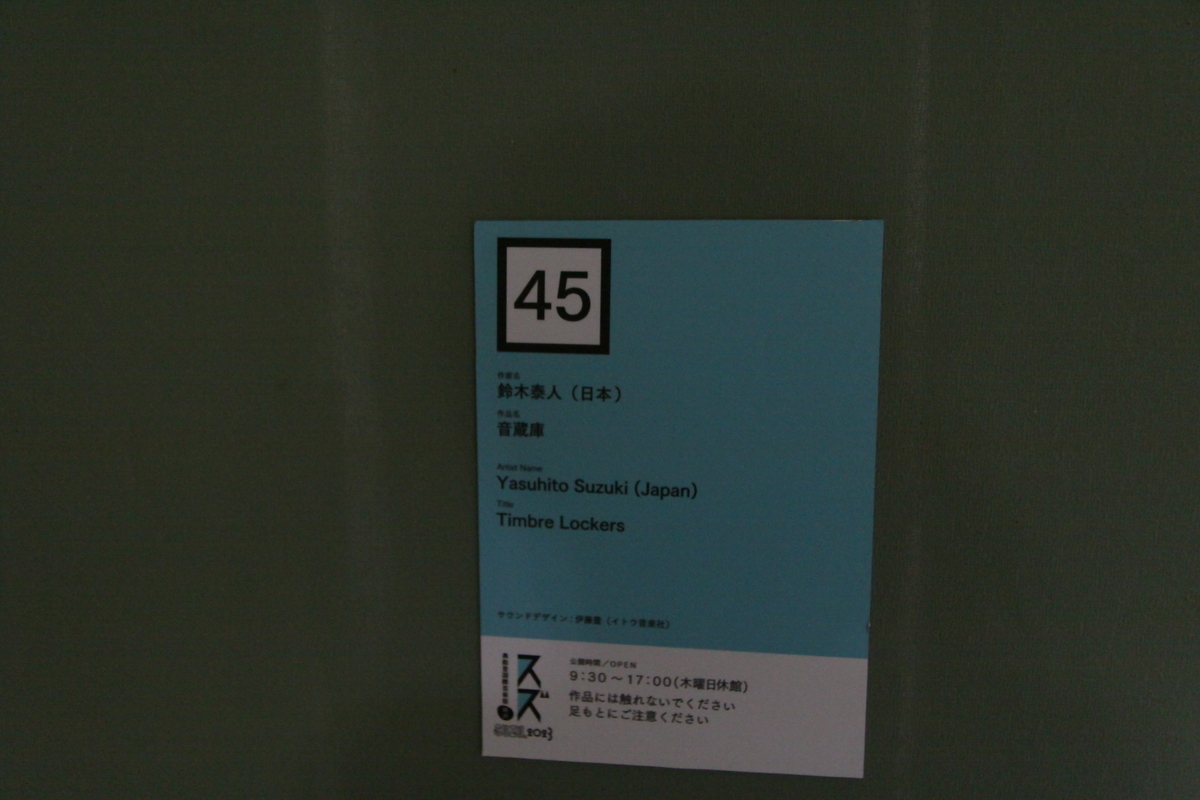 45
作家名
鈴木泰人（日本）
作品名
音蔵庫
Artist Name
Yasuhito Suzuki (Japan)
Title
Timbre Lockers
サウンドデザイン：伊藤豊（イトウ音楽社）
スズ
2023
公開時間／OPEN
9：30 〜 17：00（木曜日休館）
作品には触れないでください
足もとにご注意ください